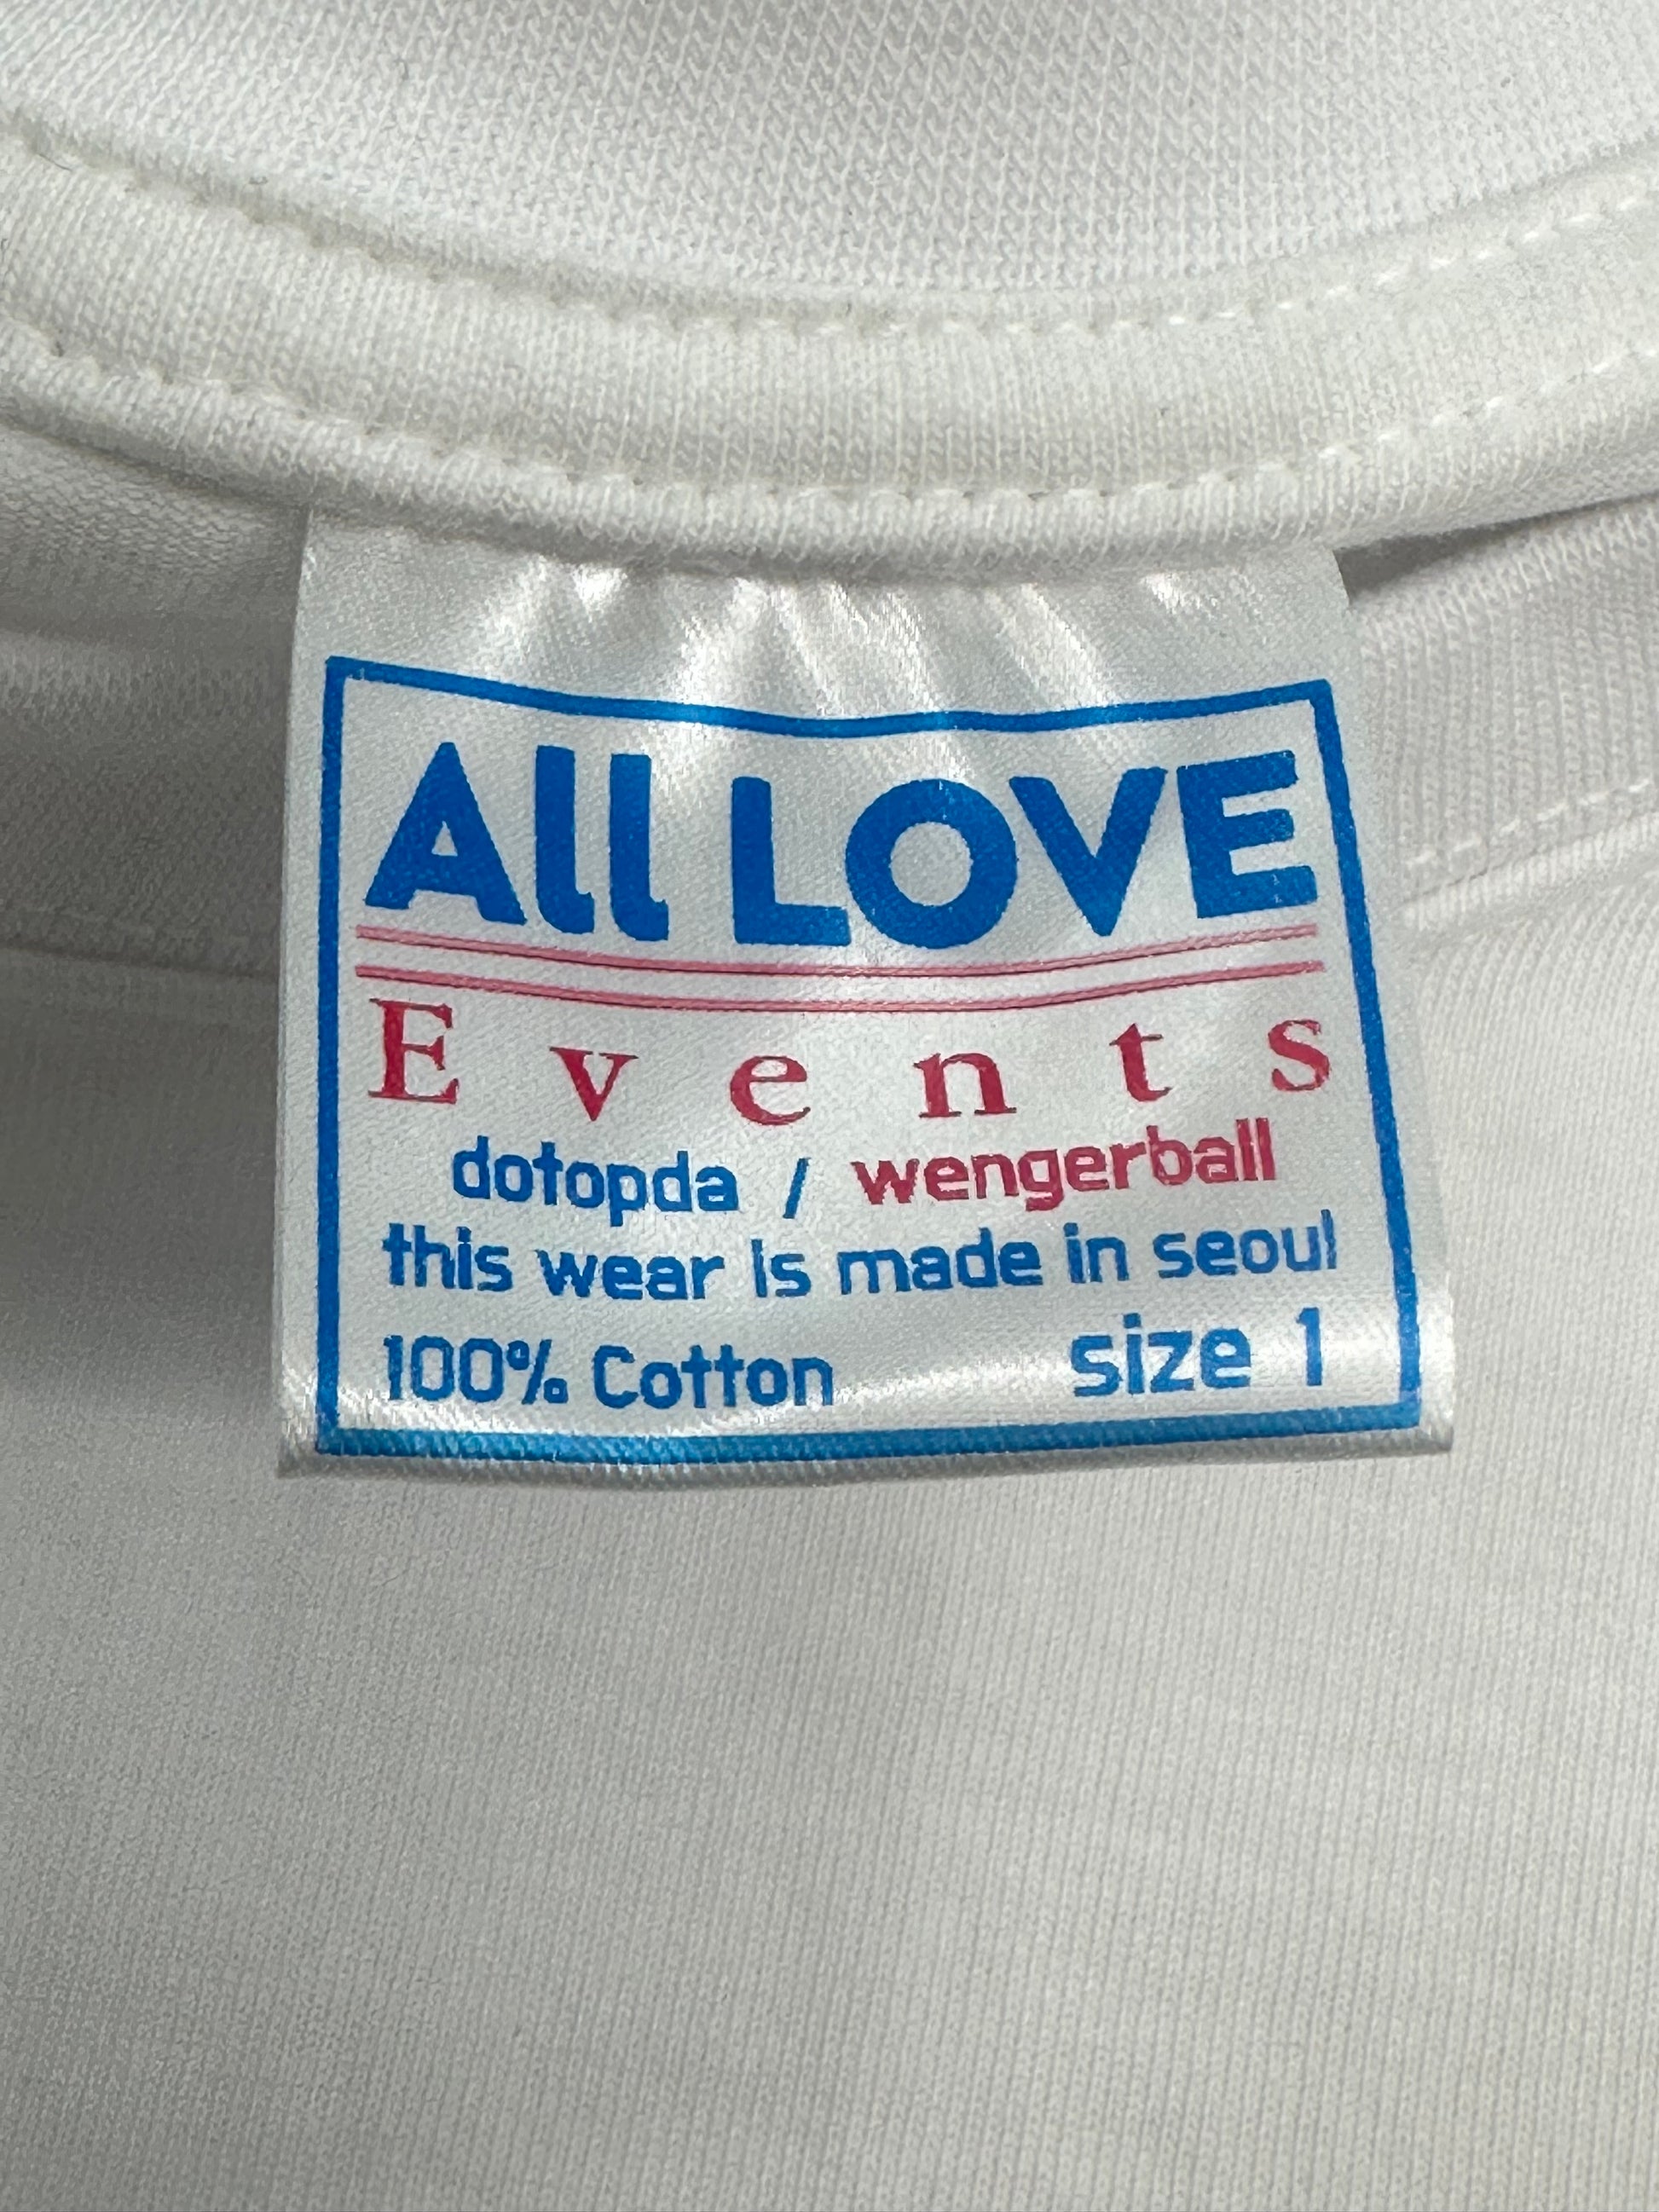 All LOVE
Events
dotopda / wengerball
this wear is made in seoul
100% Cotton size 1